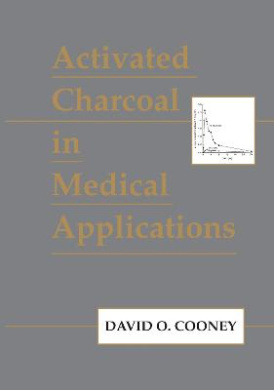 Activated
Charcoal
in
Medical
Applications
DAVID O. COONEY